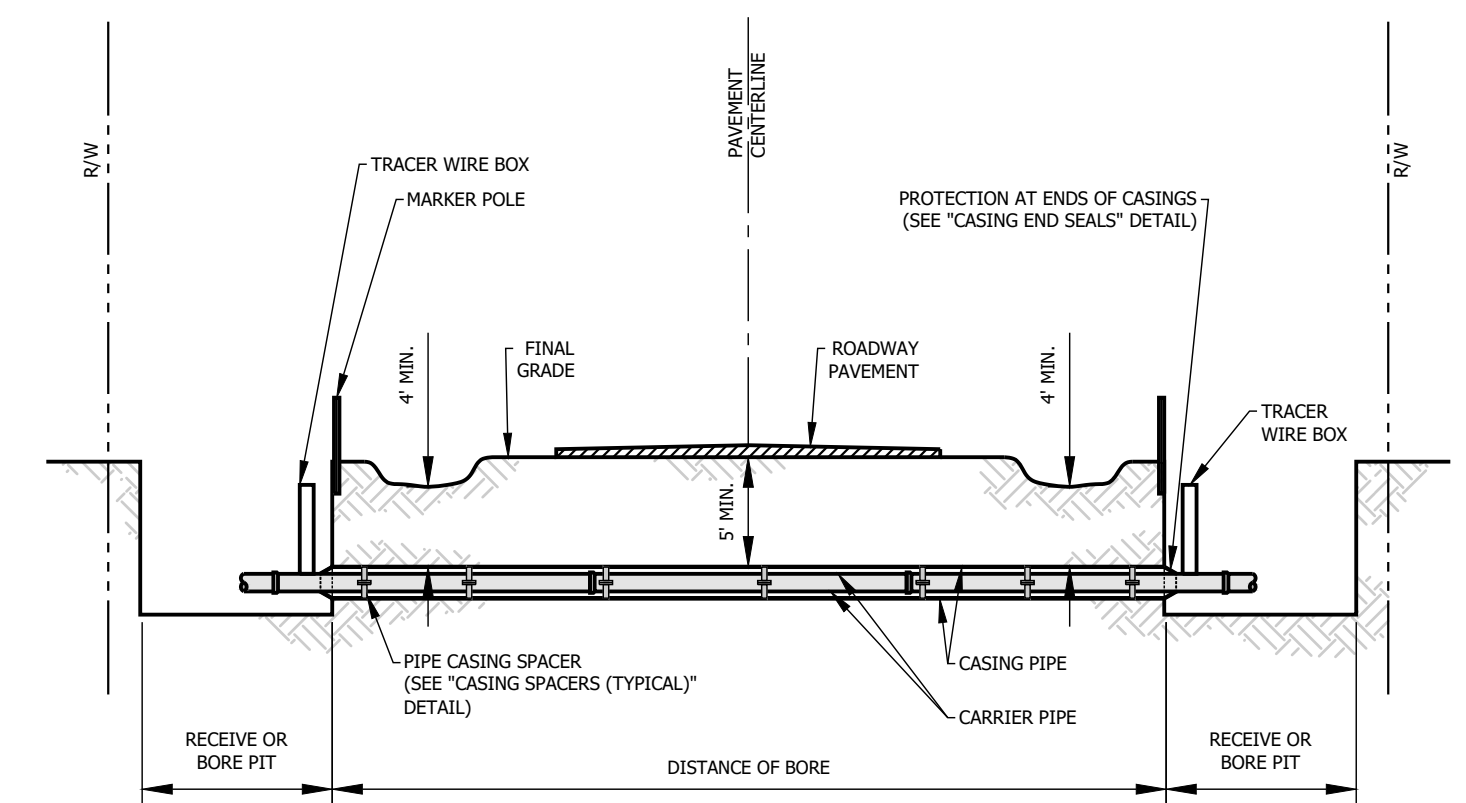 R/W
PAVEMENT
CENTERLINE
R/W
TRACER WIRE BOX
MARKER POLE
PROTECTION AT ENDS OF CASINGS
(SEE "CASING END SEALS" DETAIL)
4' MIN.
FINAL
GRADE
ROADWAY
PAVEMENT
4' MIN.
TRACER
WIRE BOX
5' MIN.
PIPE CASING SPACER
(SEE "CASING SPACERS (TYPICAL)"
DETAIL)
CASING PIPE
CARRIER PIPE
RECEIVE OR
BORE PIT
DISTANCE OF BORE
RECEIVE OR
BORE PIT